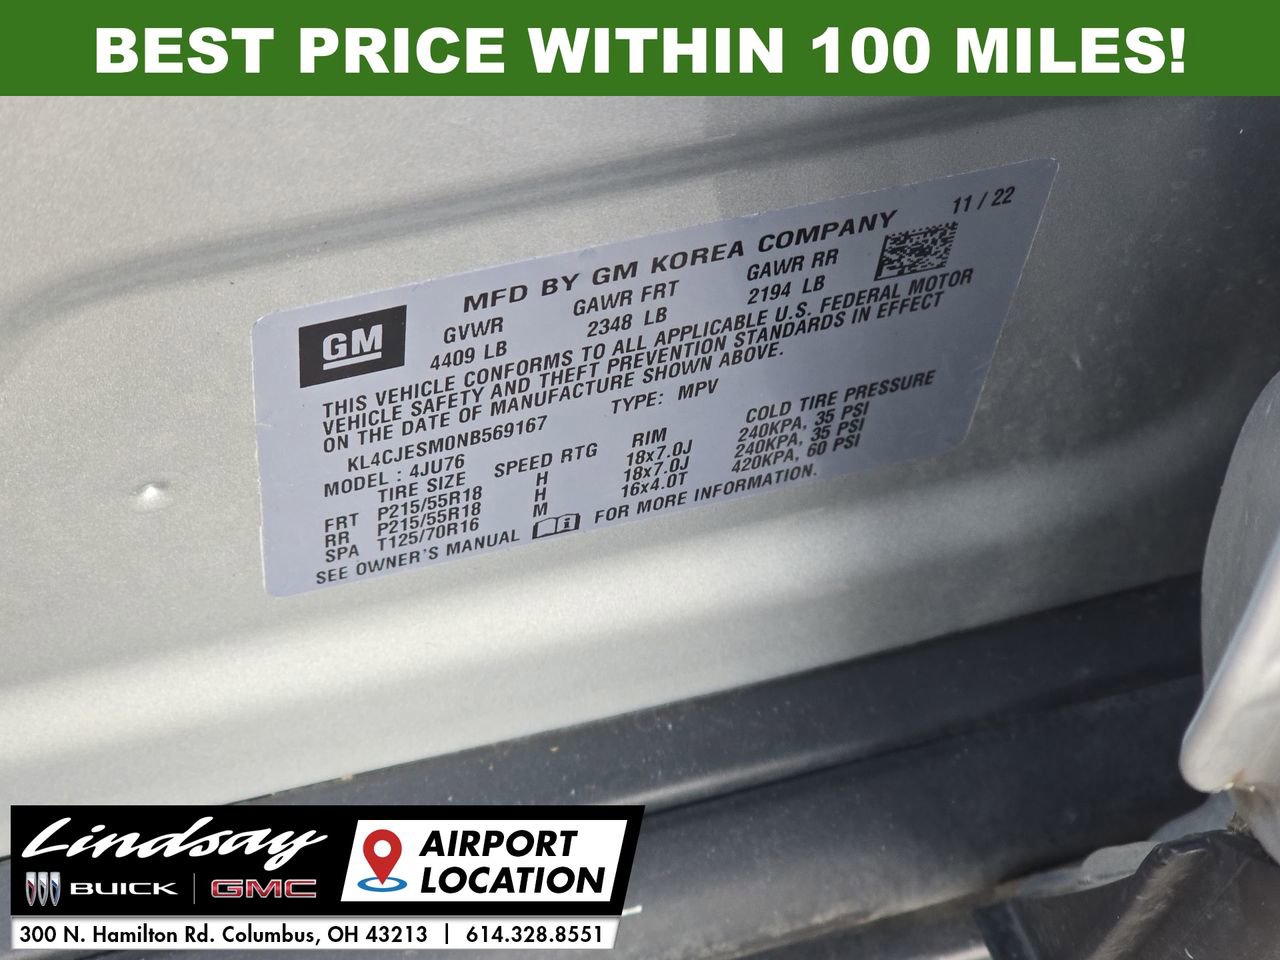 BEST PRICE WITHIN 100 MILES!
11 / 22
MFD BY GM KOREA COMPANY
GM
GVWR GAWR FRT GAWR RR
4409 LB 2348 LB 2194 LB
THIS VEHICLE CONFORMS TO ALL APPLICABLE U.S. FEDERAL MOTOR
VEHICLE SAFETY AND THEFT PREVENTION STANDARDS IN EFFECT
ON THE DATE OF MANUFACTURE SHOWN ABOVE.
KL4CJESM0NB569167 TYPE: MPV
MODEL : 4JU76
TIRE SIZE SPEED RTG RIM COLD TIRE PRESSURE
FRT P215/55R18 H 18x7.0J 240KPA, 35 PSI
RR P215/55R18 H 18x7.0J 240KPA, 35 PSI
SPA T125/70R16 M 16x4.0T 420KPA, 60 PSI
SEE OWNER'S MANUAL i FOR MORE INFORMATION.
Lindsay
BUICK | GMC
AIRPORT
LOCATION
300 N. Hamilton Rd. Columbus, OH 43213 | 614.328.8551